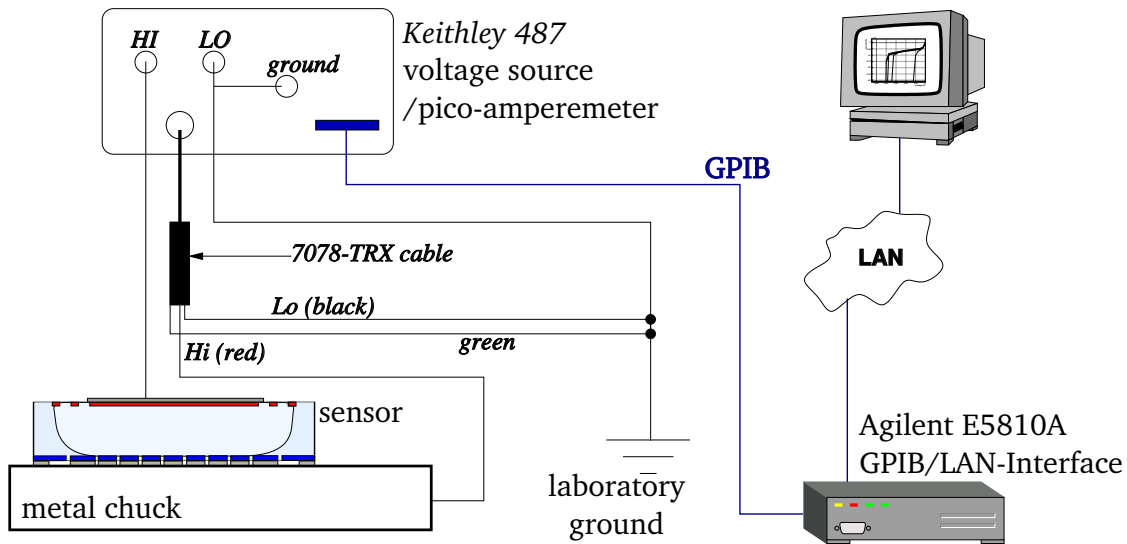 HI
LO
ground
Keithley 487
voltage source
/pico-amperemeter
GPIB
7078-TRX cable
LAN
Lo (black)
green
Hi (red)
sensor
metal chuck
laboratory
ground
Agilent E5810A
GPIB/LAN-Interface